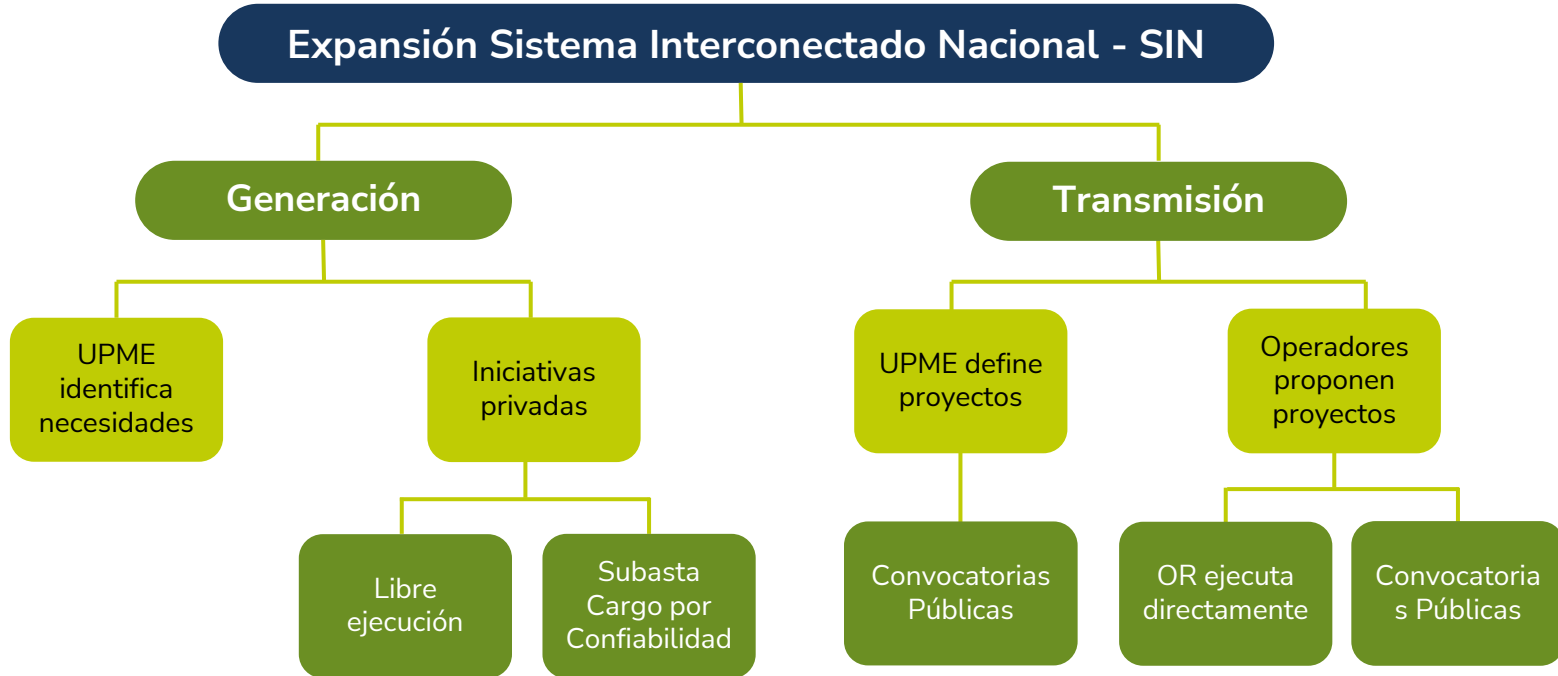 Expansión Sistema Interconectado Nacional - SIN
Generación
Transmisión
UPME
identifica
necesidades
Iniciativas
privadas
UPME define
proyectos
Operadores
proponen
proyectos
Libre
ejecución
Subasta
Cargo por
Confiabilidad
Convocatorias
Públicas
OR ejecuta
directamente
Convocatoria
s Públicas